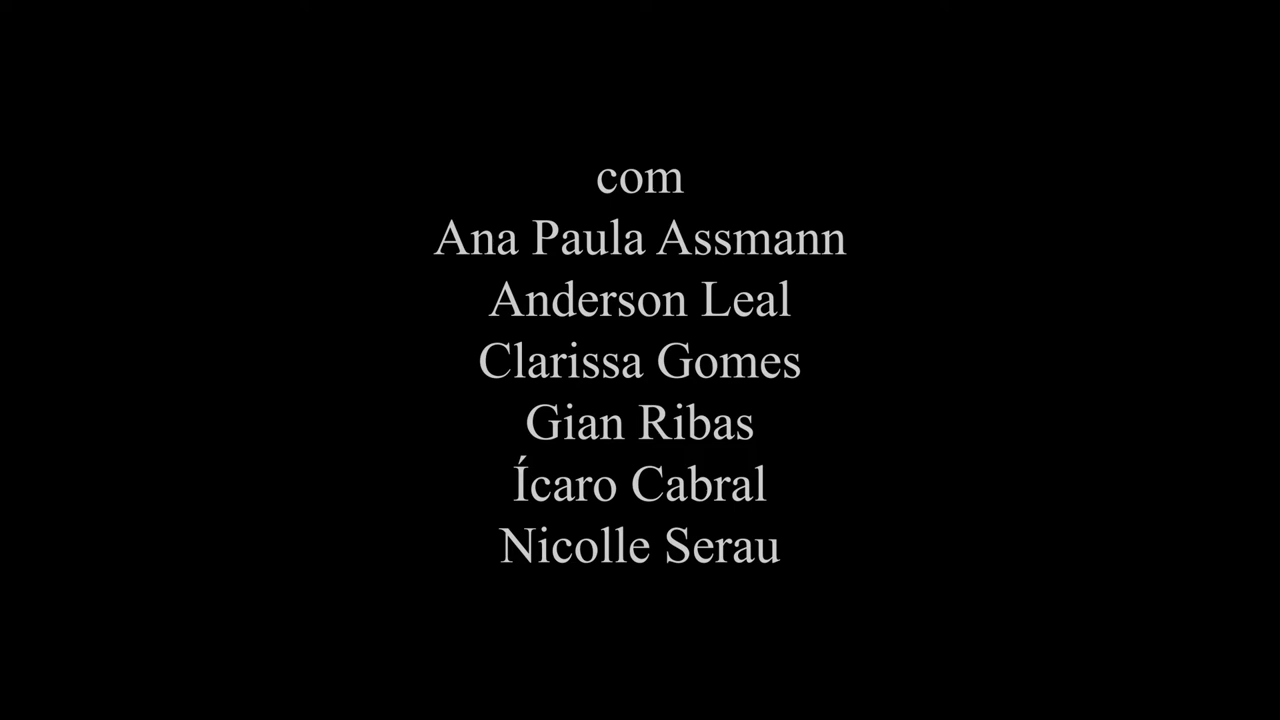 com
Ana Paula Assmann
Anderson Leal
Clarissa Gomes
Gian Ribas
Ícaro Cabral
Nicolle Serau